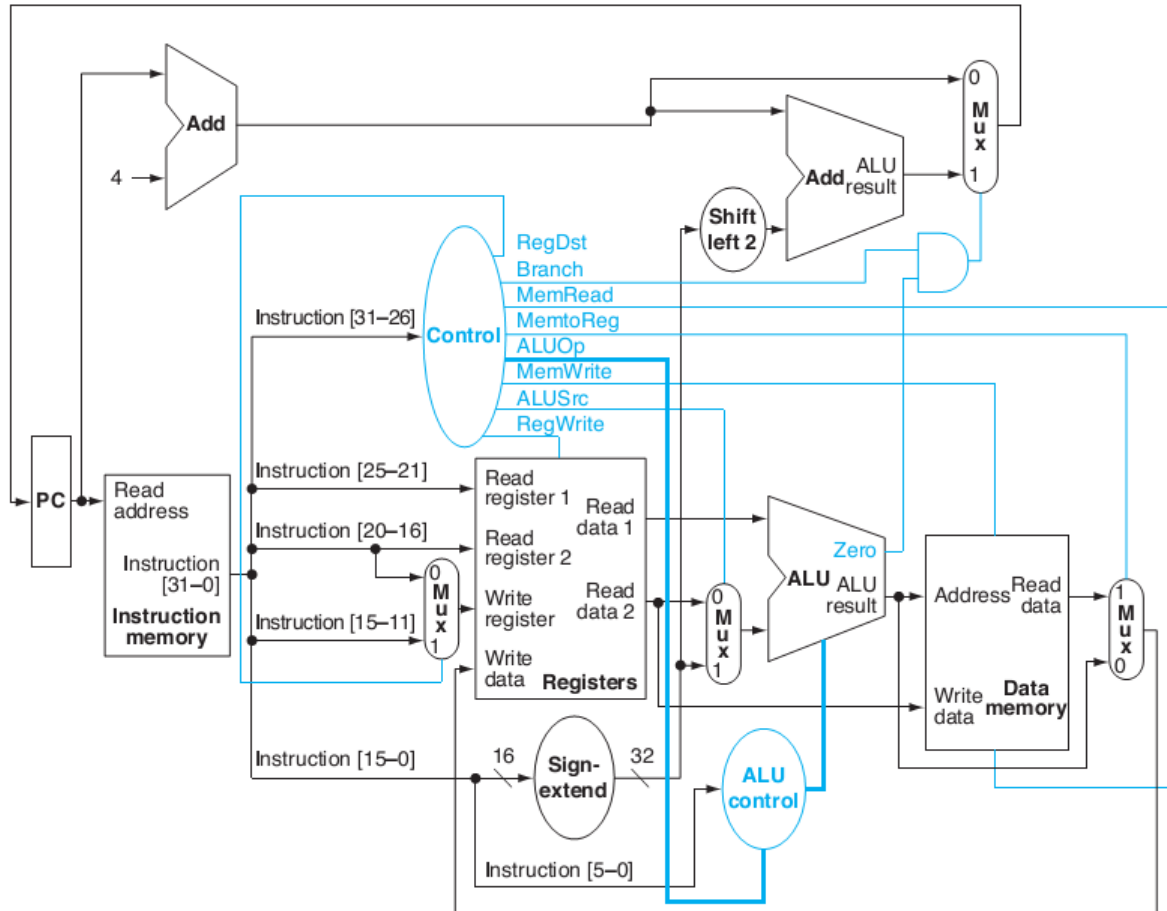 Add
4
0
Mux
1
Add
ALU
result
Shift
left 2
RegDst
Branch
MemRead
MemtoReg
ALUOp
MemWrite
ALUSrc
RegWrite
Instruction [31–26]
Control
PC
Read
address
Instruction
[31–0]
Instruction
memory
Instruction [25–21]
Instruction [20–16]
Instruction [15–11]
0
Mux
1
Read
register 1
Read
register 2
Write
register
Write
data
Read
data 1
Read
data 2
Registers
0
Mux
1
Zero
ALU
ALU
result
Address
Read
data
Write
data
Data
memory
1
Mux
0
Instruction [15–0]
16
Sign-
extend
32
ALU
control
Instruction [5–0]